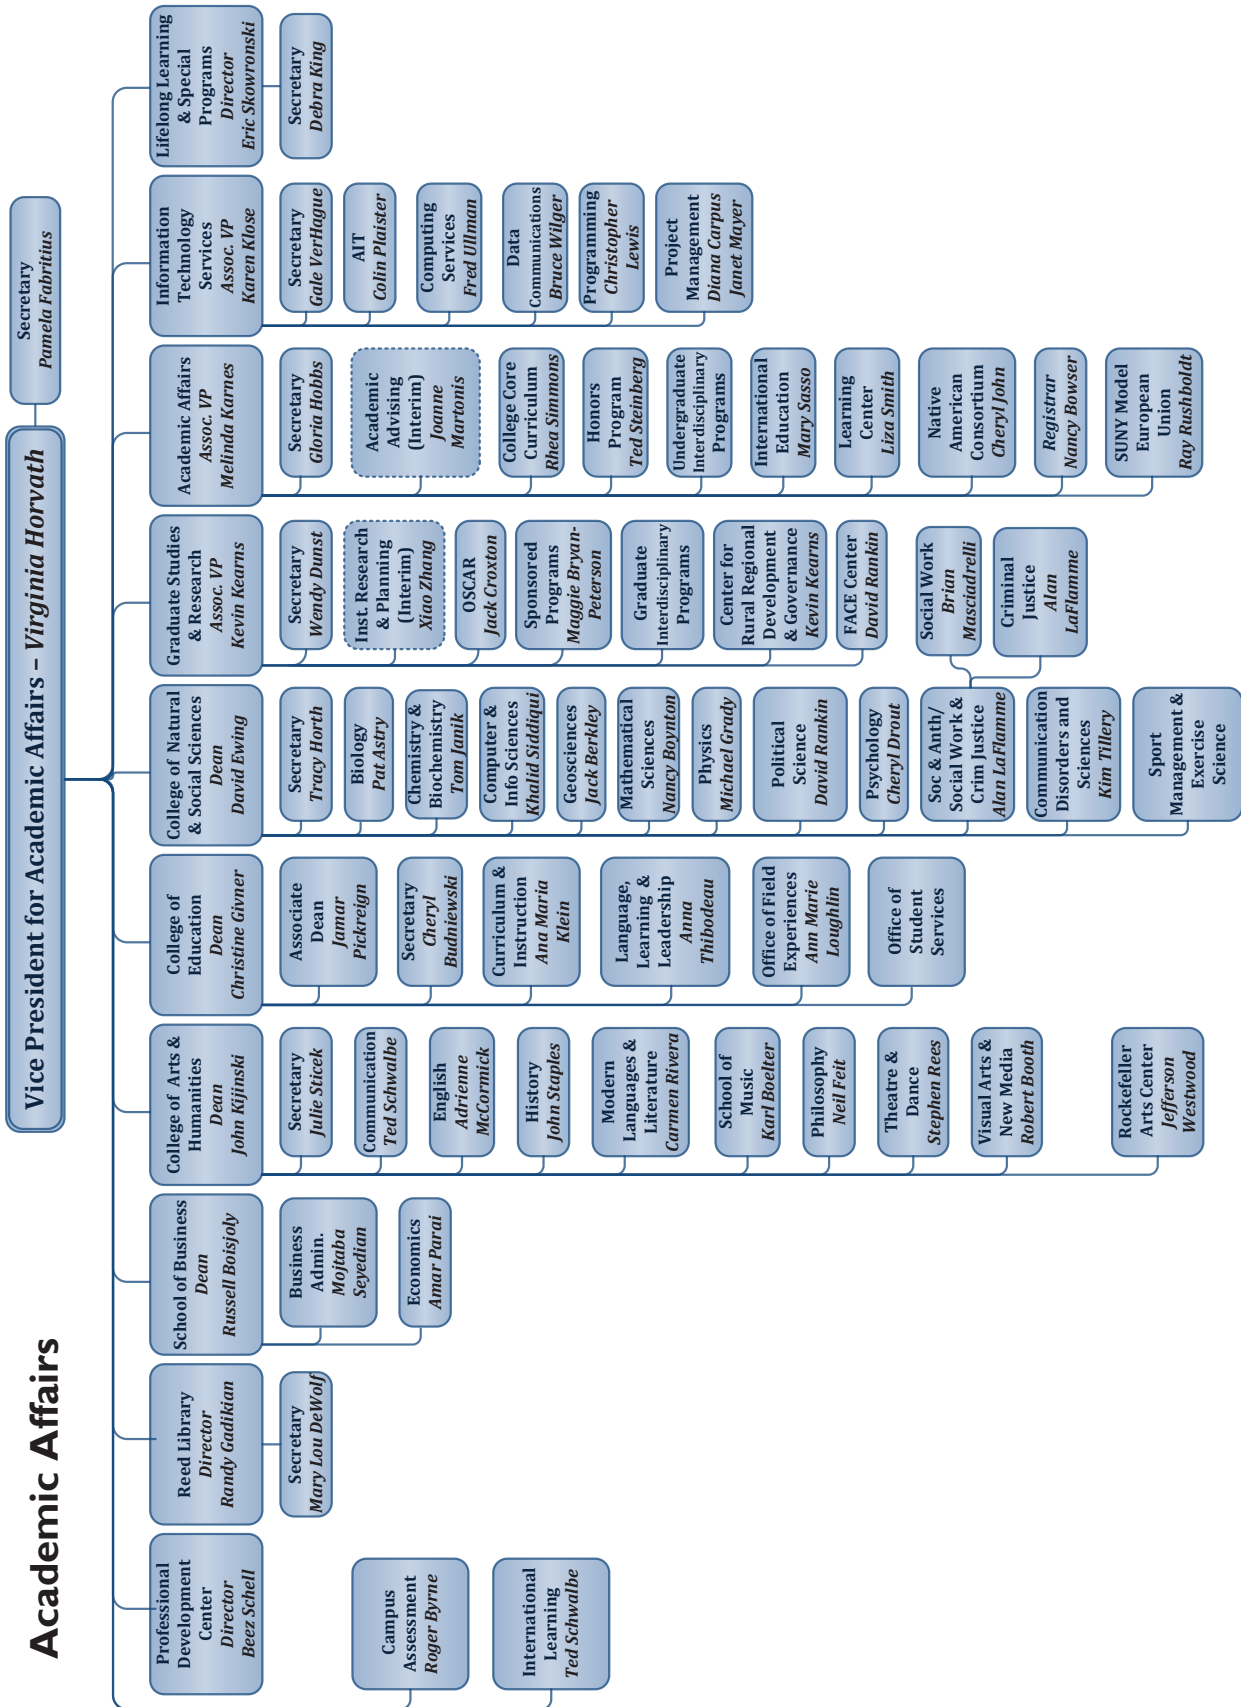 Academic Affairs
Vice President for Academic Affairs – Virginia Horvath
Secretary
Pamela Fabritius
Professional
Development
Center
Director
Beez Schell
Campus
Assessment
Roger Byrne
International
Learning
Ted Schwalbe
Reed Library
Director
Randy Gadikian
Secretary
Mary Lou DeWolf
School of Business
Dean
Russell Boisjoly
Business
Admin.
Mojtaba
Seyedian
Economics
Amar Parai
College of Arts &
Humanities
Dean
John Kijinski
Secretary
Julie Sticek
Communication
Ted Schwalbe
English
Adrienne
McCormick
History
John Staples
Modern
Languages &
Literature
Carmen Rivera
School of
Music
Karl Boelter
Philosophy
Neil Feit
Theatre &
Dance
Stephen Rees
Visual Arts &
New Media
Robert Booth
Rockefeller
Arts Center
Jefferson
Westwood
College of
Education
Dean
Christine Givner
Associate
Dean
Jamar
Pickreign
Secretary
Cheryl
Budniewski
Curriculum &
Instruction
Ana Maria
Klein
Language,
Learning &
Leadership
Anna
Thibodeau
Office of Field
Experiences
Ann Marie
Loughlin
Office of
Student
Services
College of Natural
& Social Sciences
Dean
David Ewing
Secretary
Tracy Horth
Biology
Pat Astry
Chemistry &
Biochemistry
Tom Janik
Computer &
Info Sciences
Khalid Siddiqui
Geosciences
Jack Berkley
Mathematical
Sciences
Nancy Boynton
Physics
Michael Grady
Political
Science
David Rankin
Psychology
Cheryl Drout
Soc & Anth/
Social Work &
Crim Justice
Alan LaFlamme
Social Work
Brian
Masciadrelli
Criminal
Justice
Alan
LaFlamme
Communication
Disorders and
Sciences
Kim Tillery
Sport
Management &
Exercise
Science
Graduate Studies
& Research
Assoc. VP
Kevin Kearns
Secretary
Wendy Dunst
Inst. Research
& Planning
(Interim)
Xiao Zhang
OSCAR
Jack Croxton
Sponsored
Programs
Maggie Bryan-
Peterson
Graduate
Interdisciplinary
Programs
Center for
Rural Regional
Development
& Governance
Kevin Kearns
FACE Center
David Rankin
Academic Affairs
Assoc. VP
Melinda Karnes
Secretary
Gloria Hobbs
Academic
Advising
(Interim)
Joanne
Martonis
College Core
Curriculum
Rhea Simmons
Honors
Program
Ted Steinberg
Undergraduate
Interdisciplinary
Programs
International
Education
Mary Sasso
Learning
Center
Liza Smith
Native
American
Consortium
Cheryl John
Registrar
Nancy Bowser
SUNY Model
European
Union
Ray Rushboldt
Information
Technology
Services
Assoc. VP
Karen Klose
Secretary
Gale VerHague
AIT
Colin Plaister
Computing
Services
Fred Ullman
Data
Communications
Bruce Wilger
Programming
Christopher
Lewis
Project
Management
Diana Carpus
Janet Mayer
Lifelong Learning
& Special
Programs
Director
Eric Skowronski
Secretary
Debra King